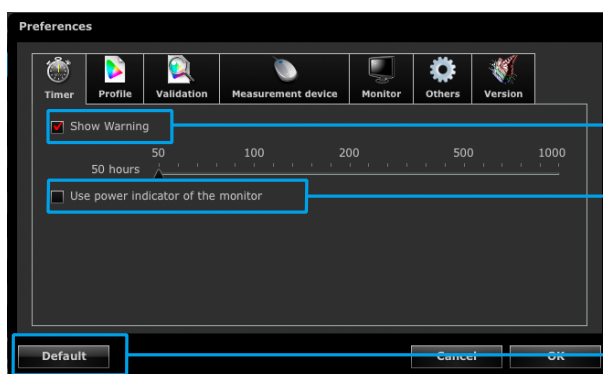 Preferences
Timer Profile Validation Measurement device Monitor Others Version
Show Warning
50 100 200 500 1000
50 hours
Use power indicator of the monitor
Default Cancel OK